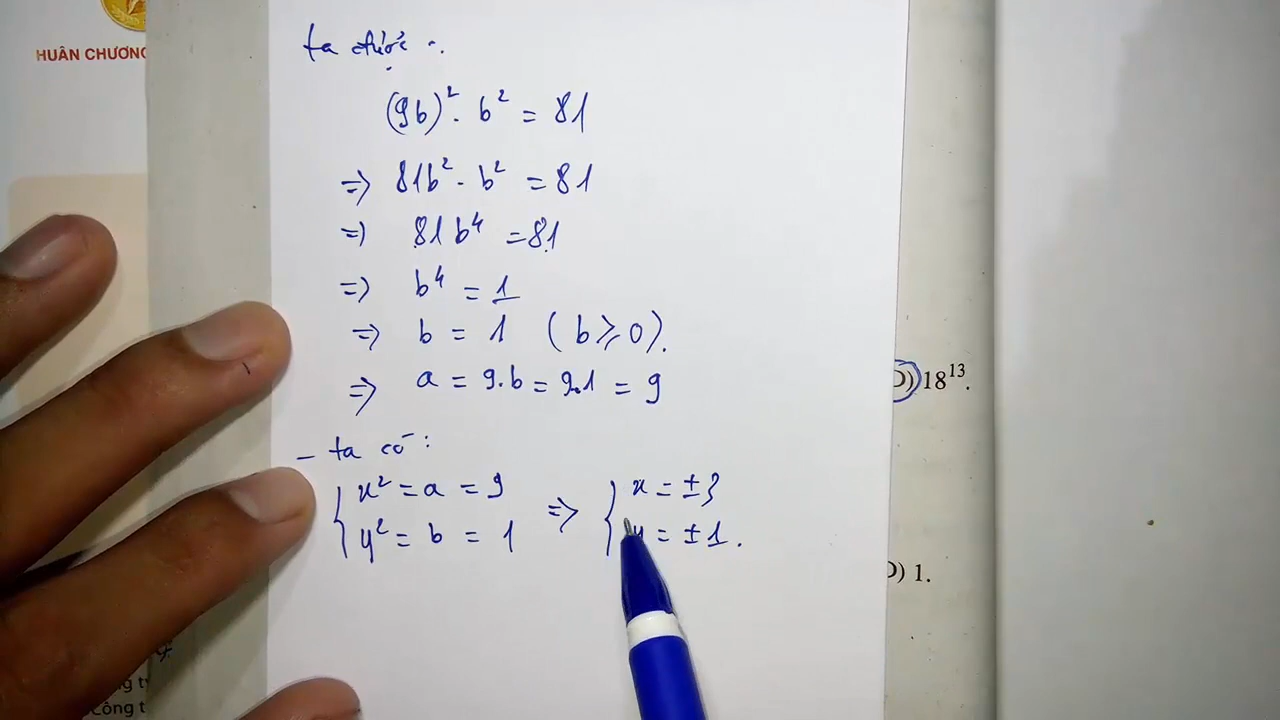 HUÂN CHƯƠNG
ta được :
(9b)² . b² = 81
=> 81b² . b² = 81
=> 81b⁴ = 81
=> b⁴ = 1
=> b = 1 (b ≥ 0).
=> a = 9.b = 9.1 = 9
D) 18¹³.
- ta có :
x² = a = 9 => x = ±3
y² = b = 1 y = ±1.
D) 1.
Công t